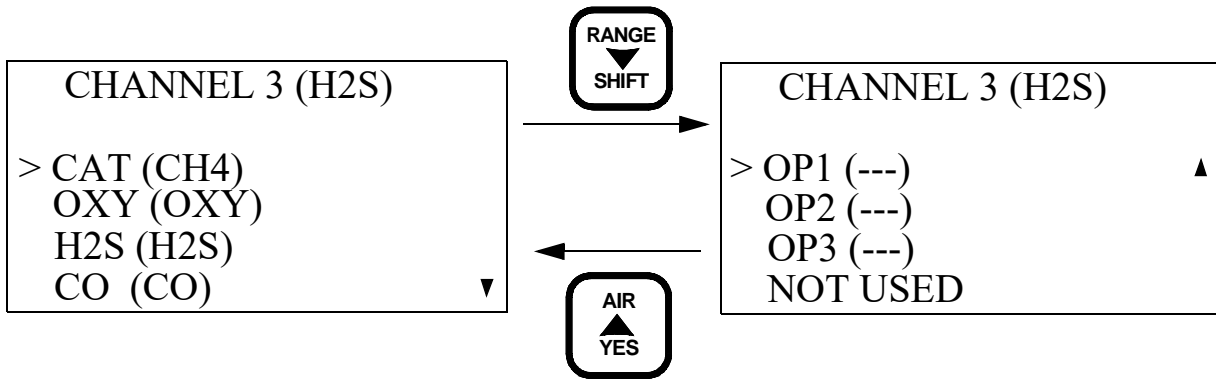 CHANNEL 3 (H2S)
> CAT (CH4)
OXY (OXY)
H2S (H2S)
CO (CO)
RANGE
SHIFT
AIR
YES
CHANNEL 3 (H2S)
> OP1 (---)
OP2 (---)
OP3 (---)
NOT USED